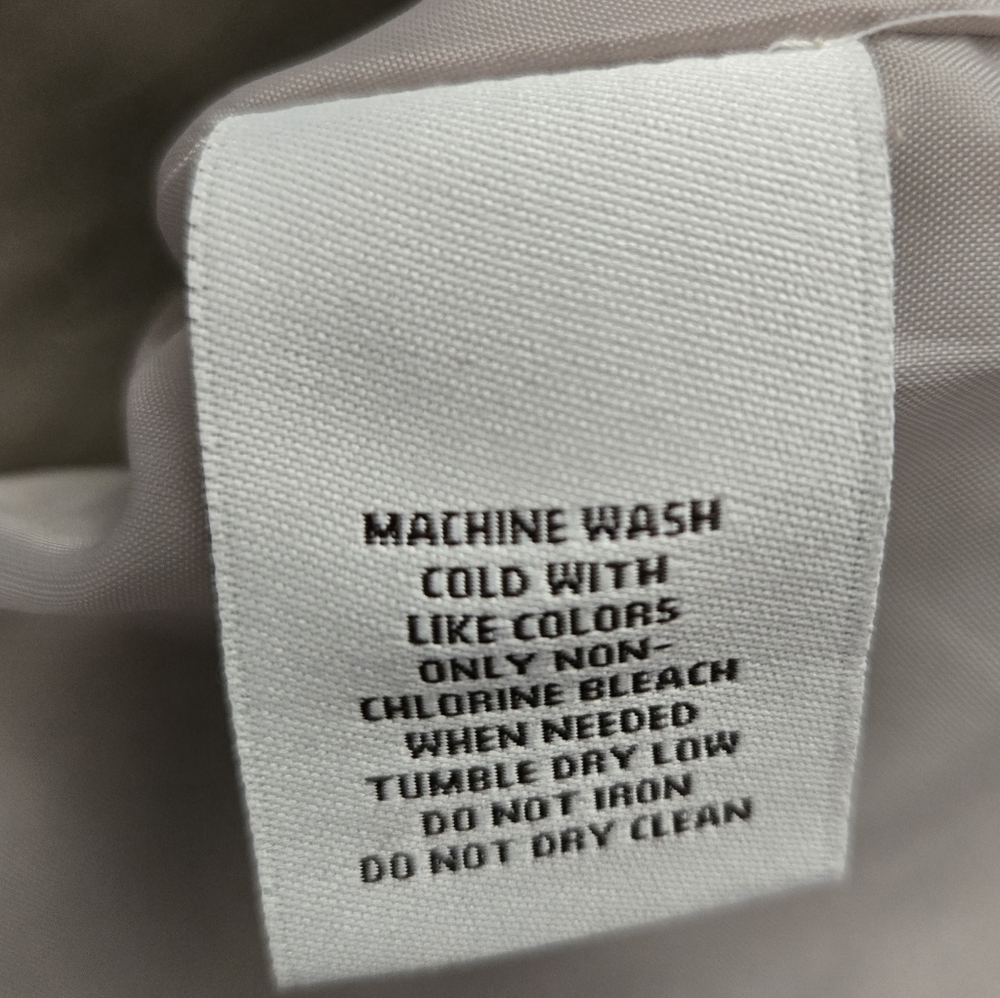 MACHINE WASH
COLD WITH
LIKE COLORS
ONLY NON-
CHLORINE BLEACH
WHEN NEEDED
TUMBLE DRY LOW
DO NOT IRON
DO NOT DRY CLEAN